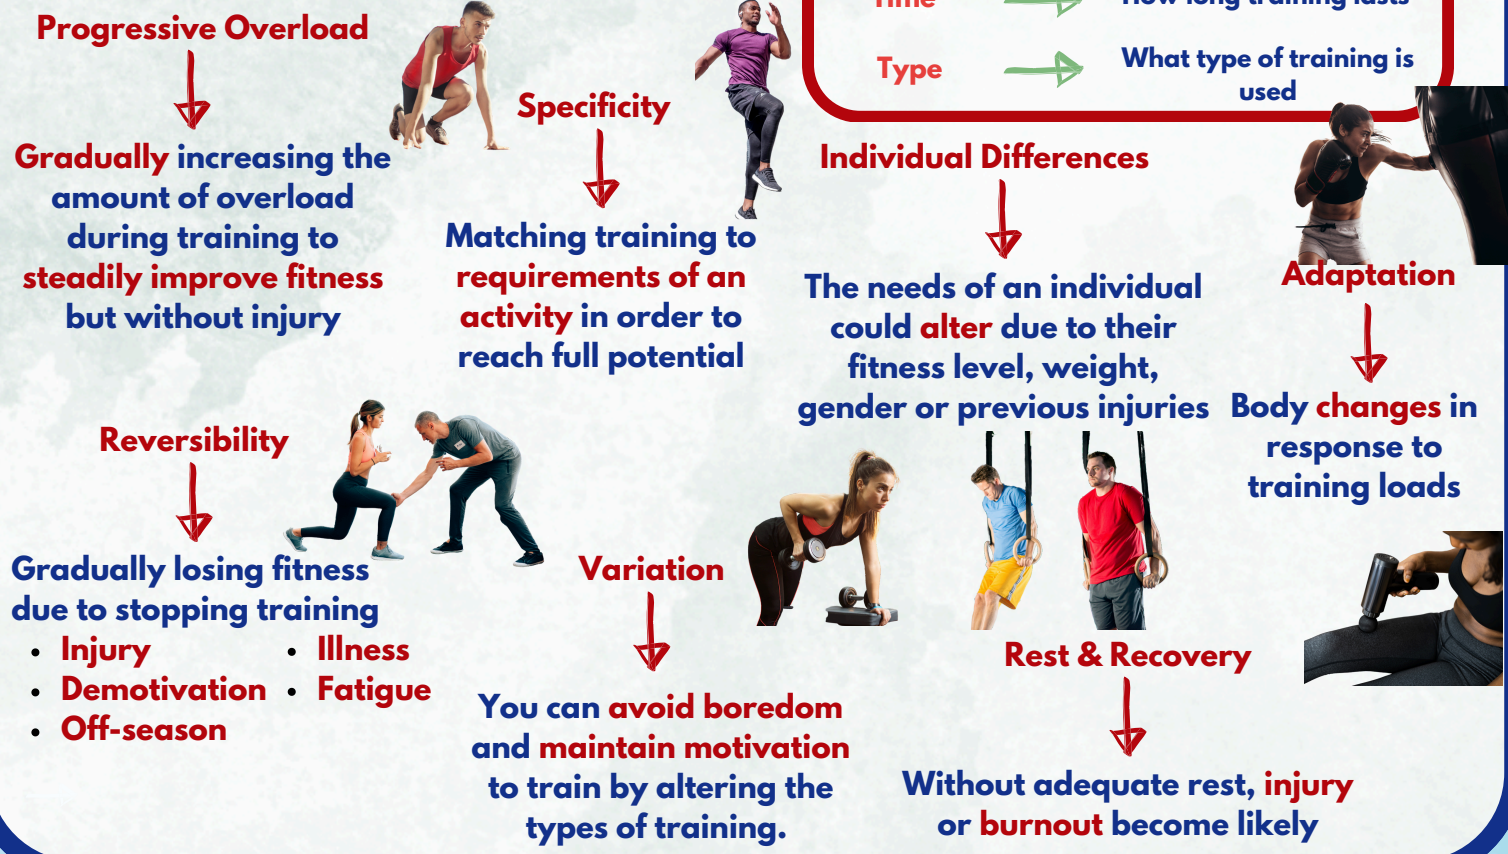 Time
How long training lasts
Type
What type of training is
used
Progressive Overload
Gradually increasing the
amount of overload
during training to
steadily improve fitness
but without injury
Specificity
Matching training to
requirements of an
activity in order to
reach full potential
Individual Differences
The needs of an individual
could alter due to their
fitness level, weight,
gender or previous injuries
Adaptation
Body changes in
response to
training loads
Reversibility
Gradually losing fitness
due to stopping training
• Injury
• Demotivation
• Off-season
• Illness
• Fatigue
Variation
You can avoid boredom
and maintain motivation
to train by altering the
types of training.
Rest & Recovery
Without adequate rest, injury
or burnout become likely